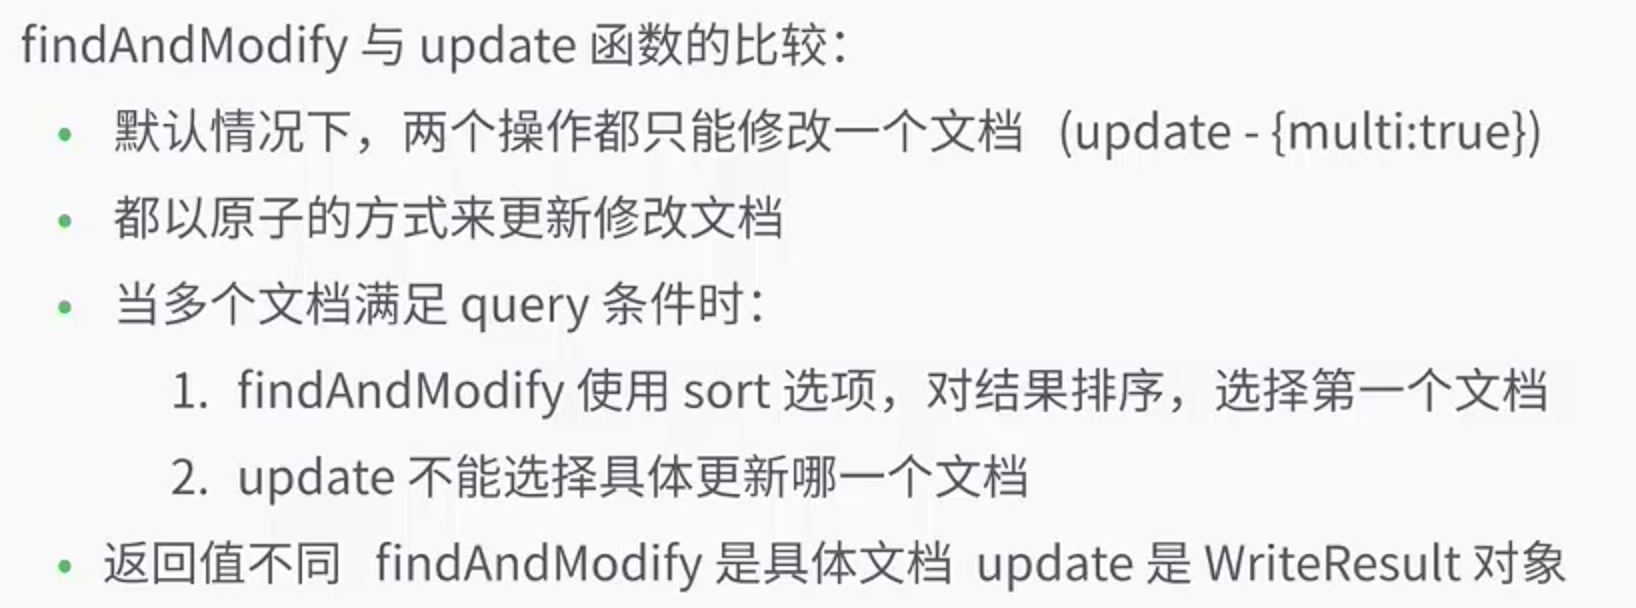 findAndModify 与 update 函数的比较：
• 默认情况下，两个操作都只能修改一个文档 (update - {multi:true})
• 都以原子的方式来更新修改文档
• 当多个文档满足 query 条件时：
1. findAndModify 使用 sort 选项，对结果排序，选择第一个文档
2. update 不能选择具体更新哪一个文档
• 返回值不同 findAndModify 是具体文档 update 是 WriteResult 对象